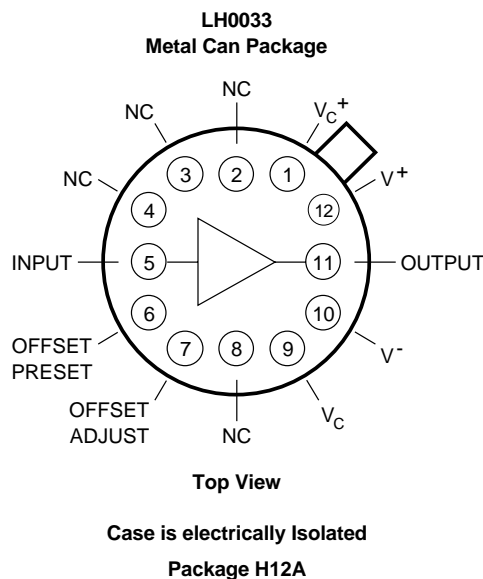 LH0033
Metal Can Package
NC
NC
VC+
V+
NC
3
2
1
4
12
INPUT
5
11
OUTPUT
6
10
OFFSET
PRESET
7
8
9
V-
OFFSET
ADJUST
NC
VC
Top View
Case is electrically Isolated
Package H12A